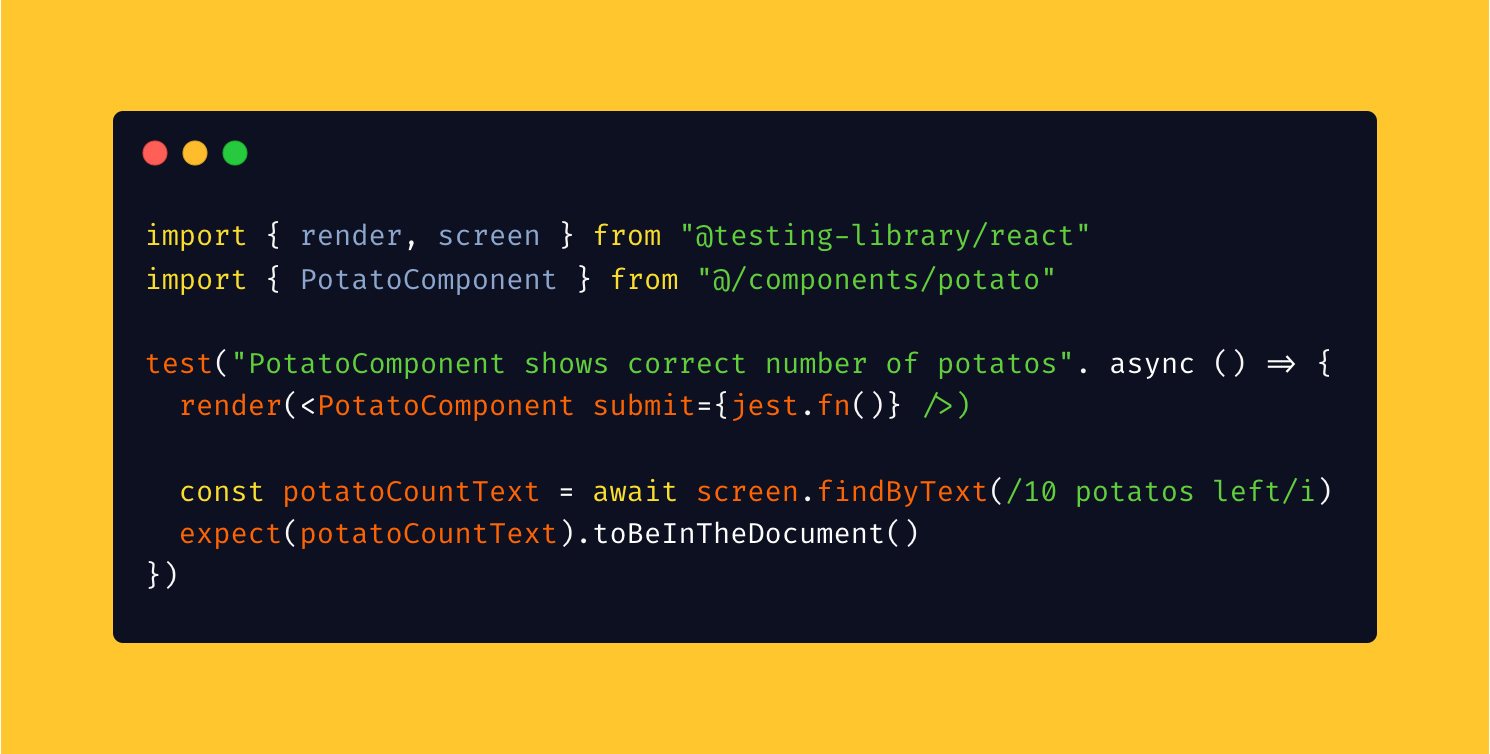 import { render, screen } from "@testing-library/react"
import { PotatoComponent } from "@/components/potato"
test("PotatoComponent shows correct number of potatos". async () => {
render(<PotatoComponent submit={jest.fn()} />)
const potatoCountText = await screen.findByText(/10 potatos left/i)
expect(potatoCountText).toBeInTheDocument()
})